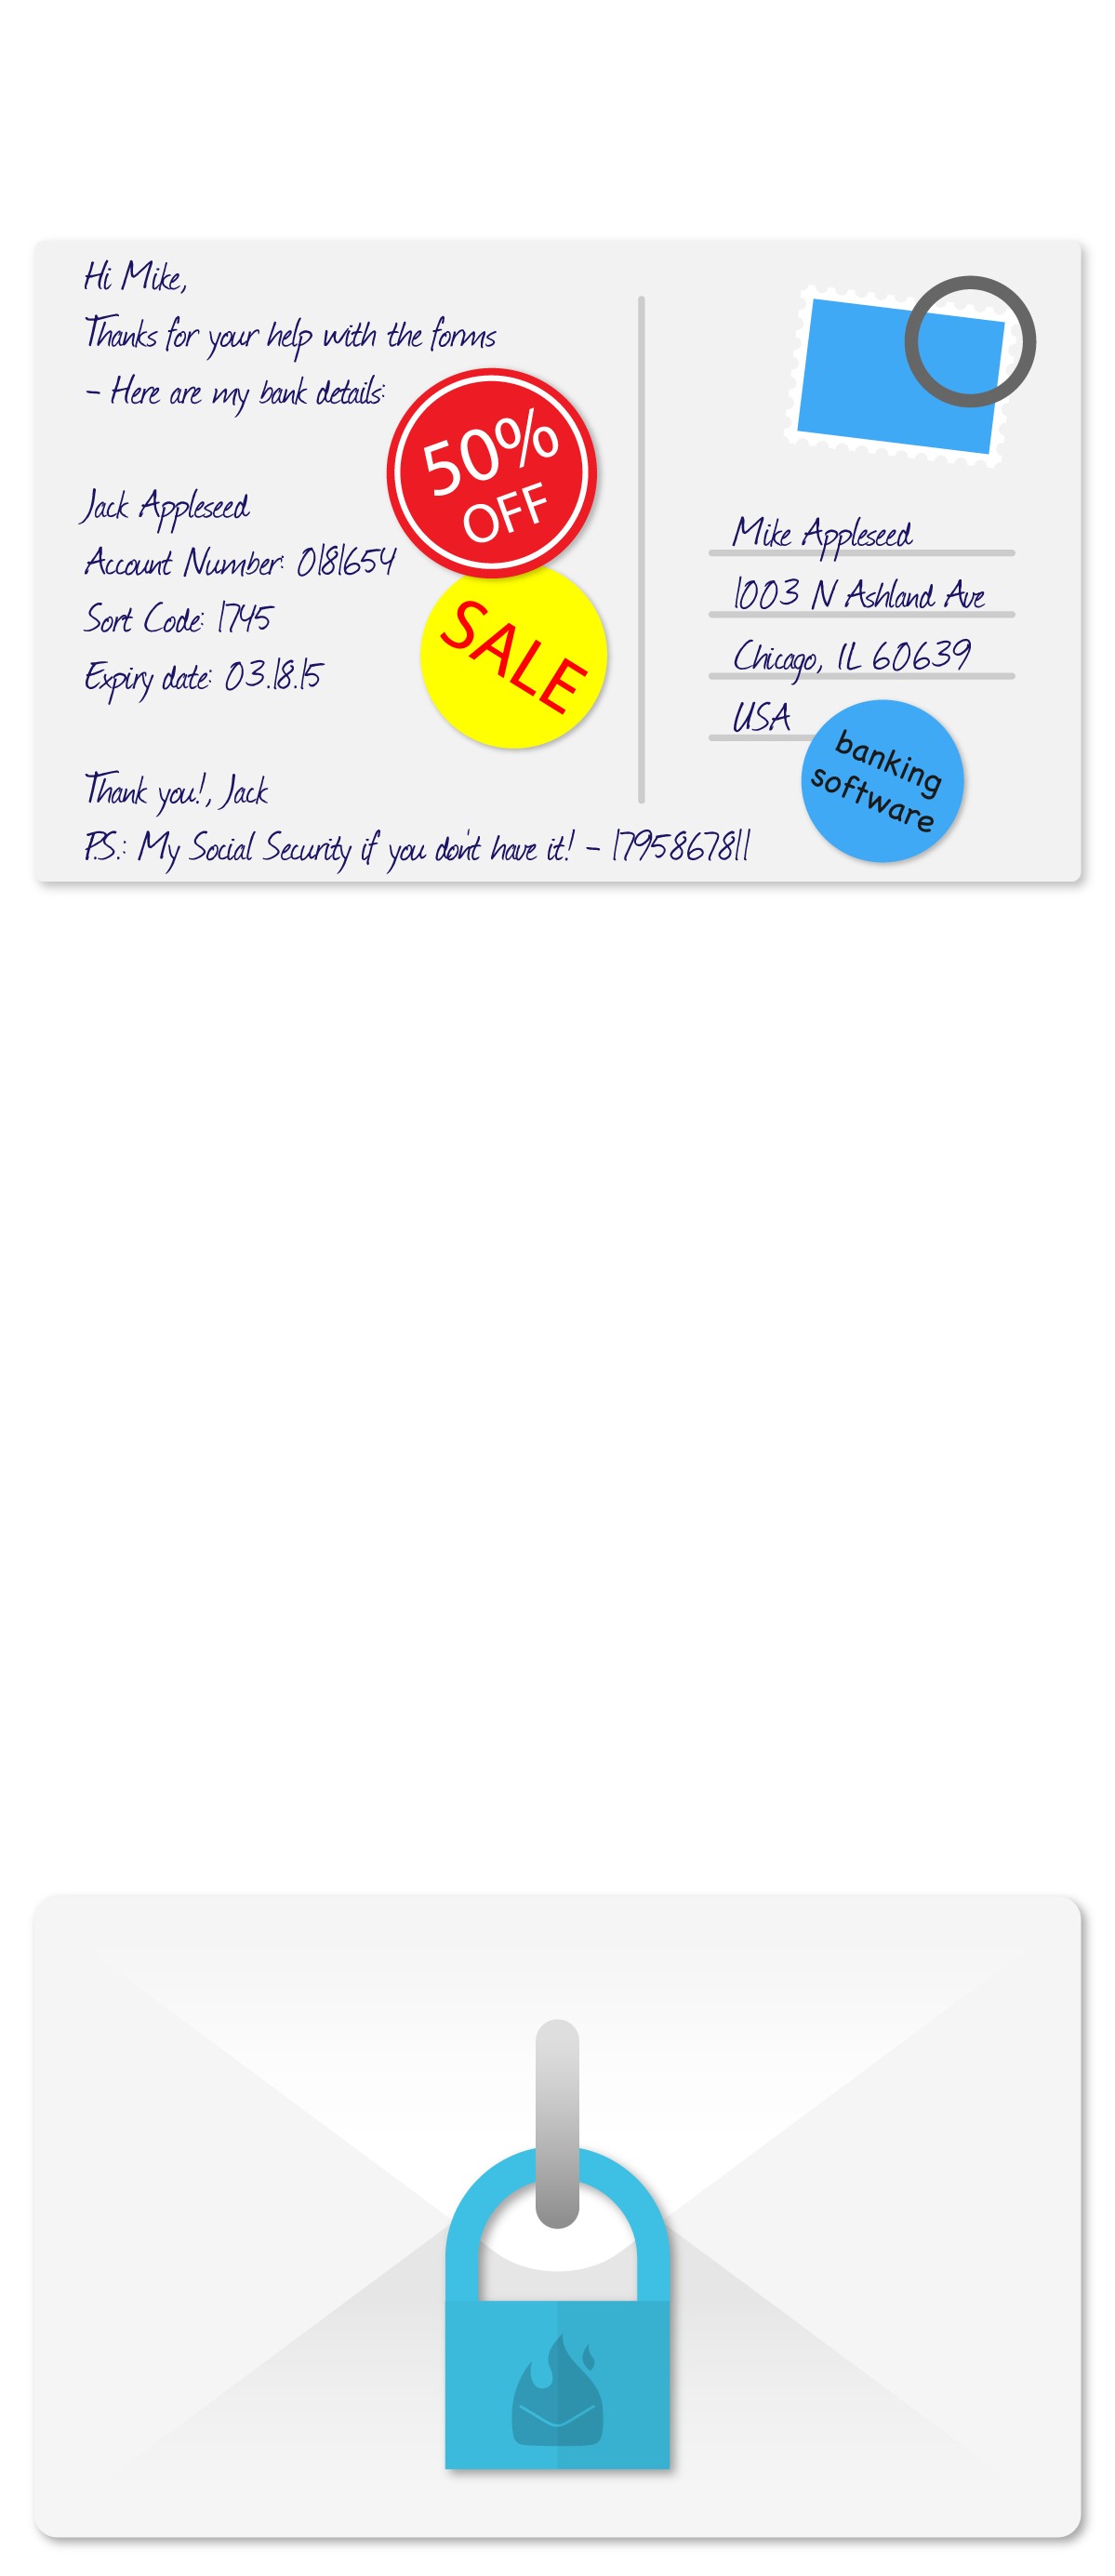 Hi Mike,
Thanks for your help with the forms
- Here are my bank details:
Jack Appleseed
Account Number: 0181654
Sort Code: 1745
Expiry date: 03.18.15
Thank you!, Jack
P.S.: My Social Security if you don't have it! - 1795867811
50%
OFF
SALE
Mike Appleseed
1003 N Ashland Ave
Chicago, IL 60639
USA
banking
software